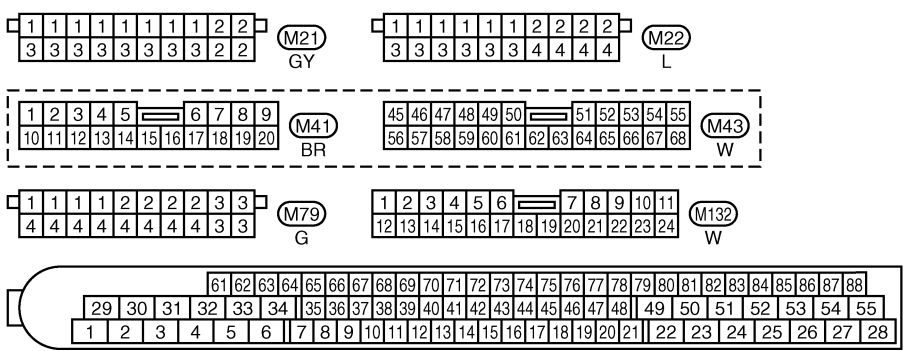 1 1 1 1 1 1 1 1 2 2
3 3 3 3 3 3 3 3 2 2
M21
GY
1 1 1 1 1 1 2 2 2 2
3 3 3 3 3 3 4 4 4 4
M22
L
1 2 3 4 5 6 7 8 9
10 11 12 13 14 15 16 17 18 19 20
M41
BR
45 46 47 48 49 50 51 52 53 54 55
56 57 58 59 60 61 62 63 64 65 66 67 68
M43
W
1 1 1 1 2 2 2 2 3 3
4 4 4 4 4 4 4 4 3 3
M79
G
1 2 3 4 5 6 7 8 9 10 11
12 13 14 15 16 17 18 19 20 21 22 23 24
M132
W
61 62 63 64 65 66 67 68 69 70 71 72 73 74 75 76 77 78 79 80 81 82 83 84 85 86 87 88
29 30 31 32 33 34 35 36 37 38 39 40 41 42 43 44 45 46 47 48 49 50 51 52 53 54 55
1 2 3 4 5 6 7 8 9 10 11 12 13 14 15 16 17 18 19 20 21 22 23 24 25 26 27 28